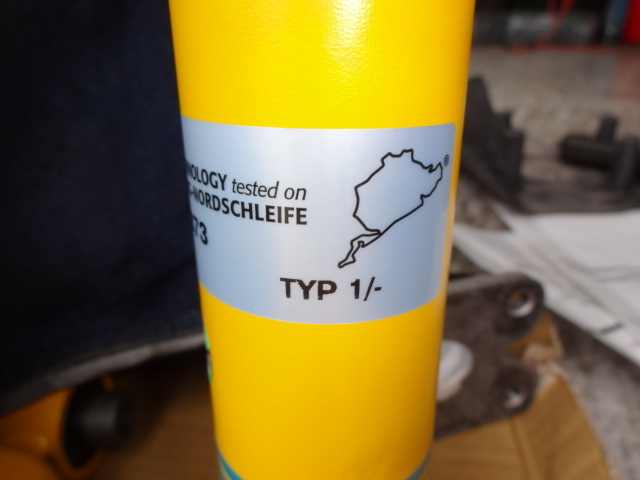 NOLOGY tested on
-NORDSCHLEIFE
73
TYP 1/-
®